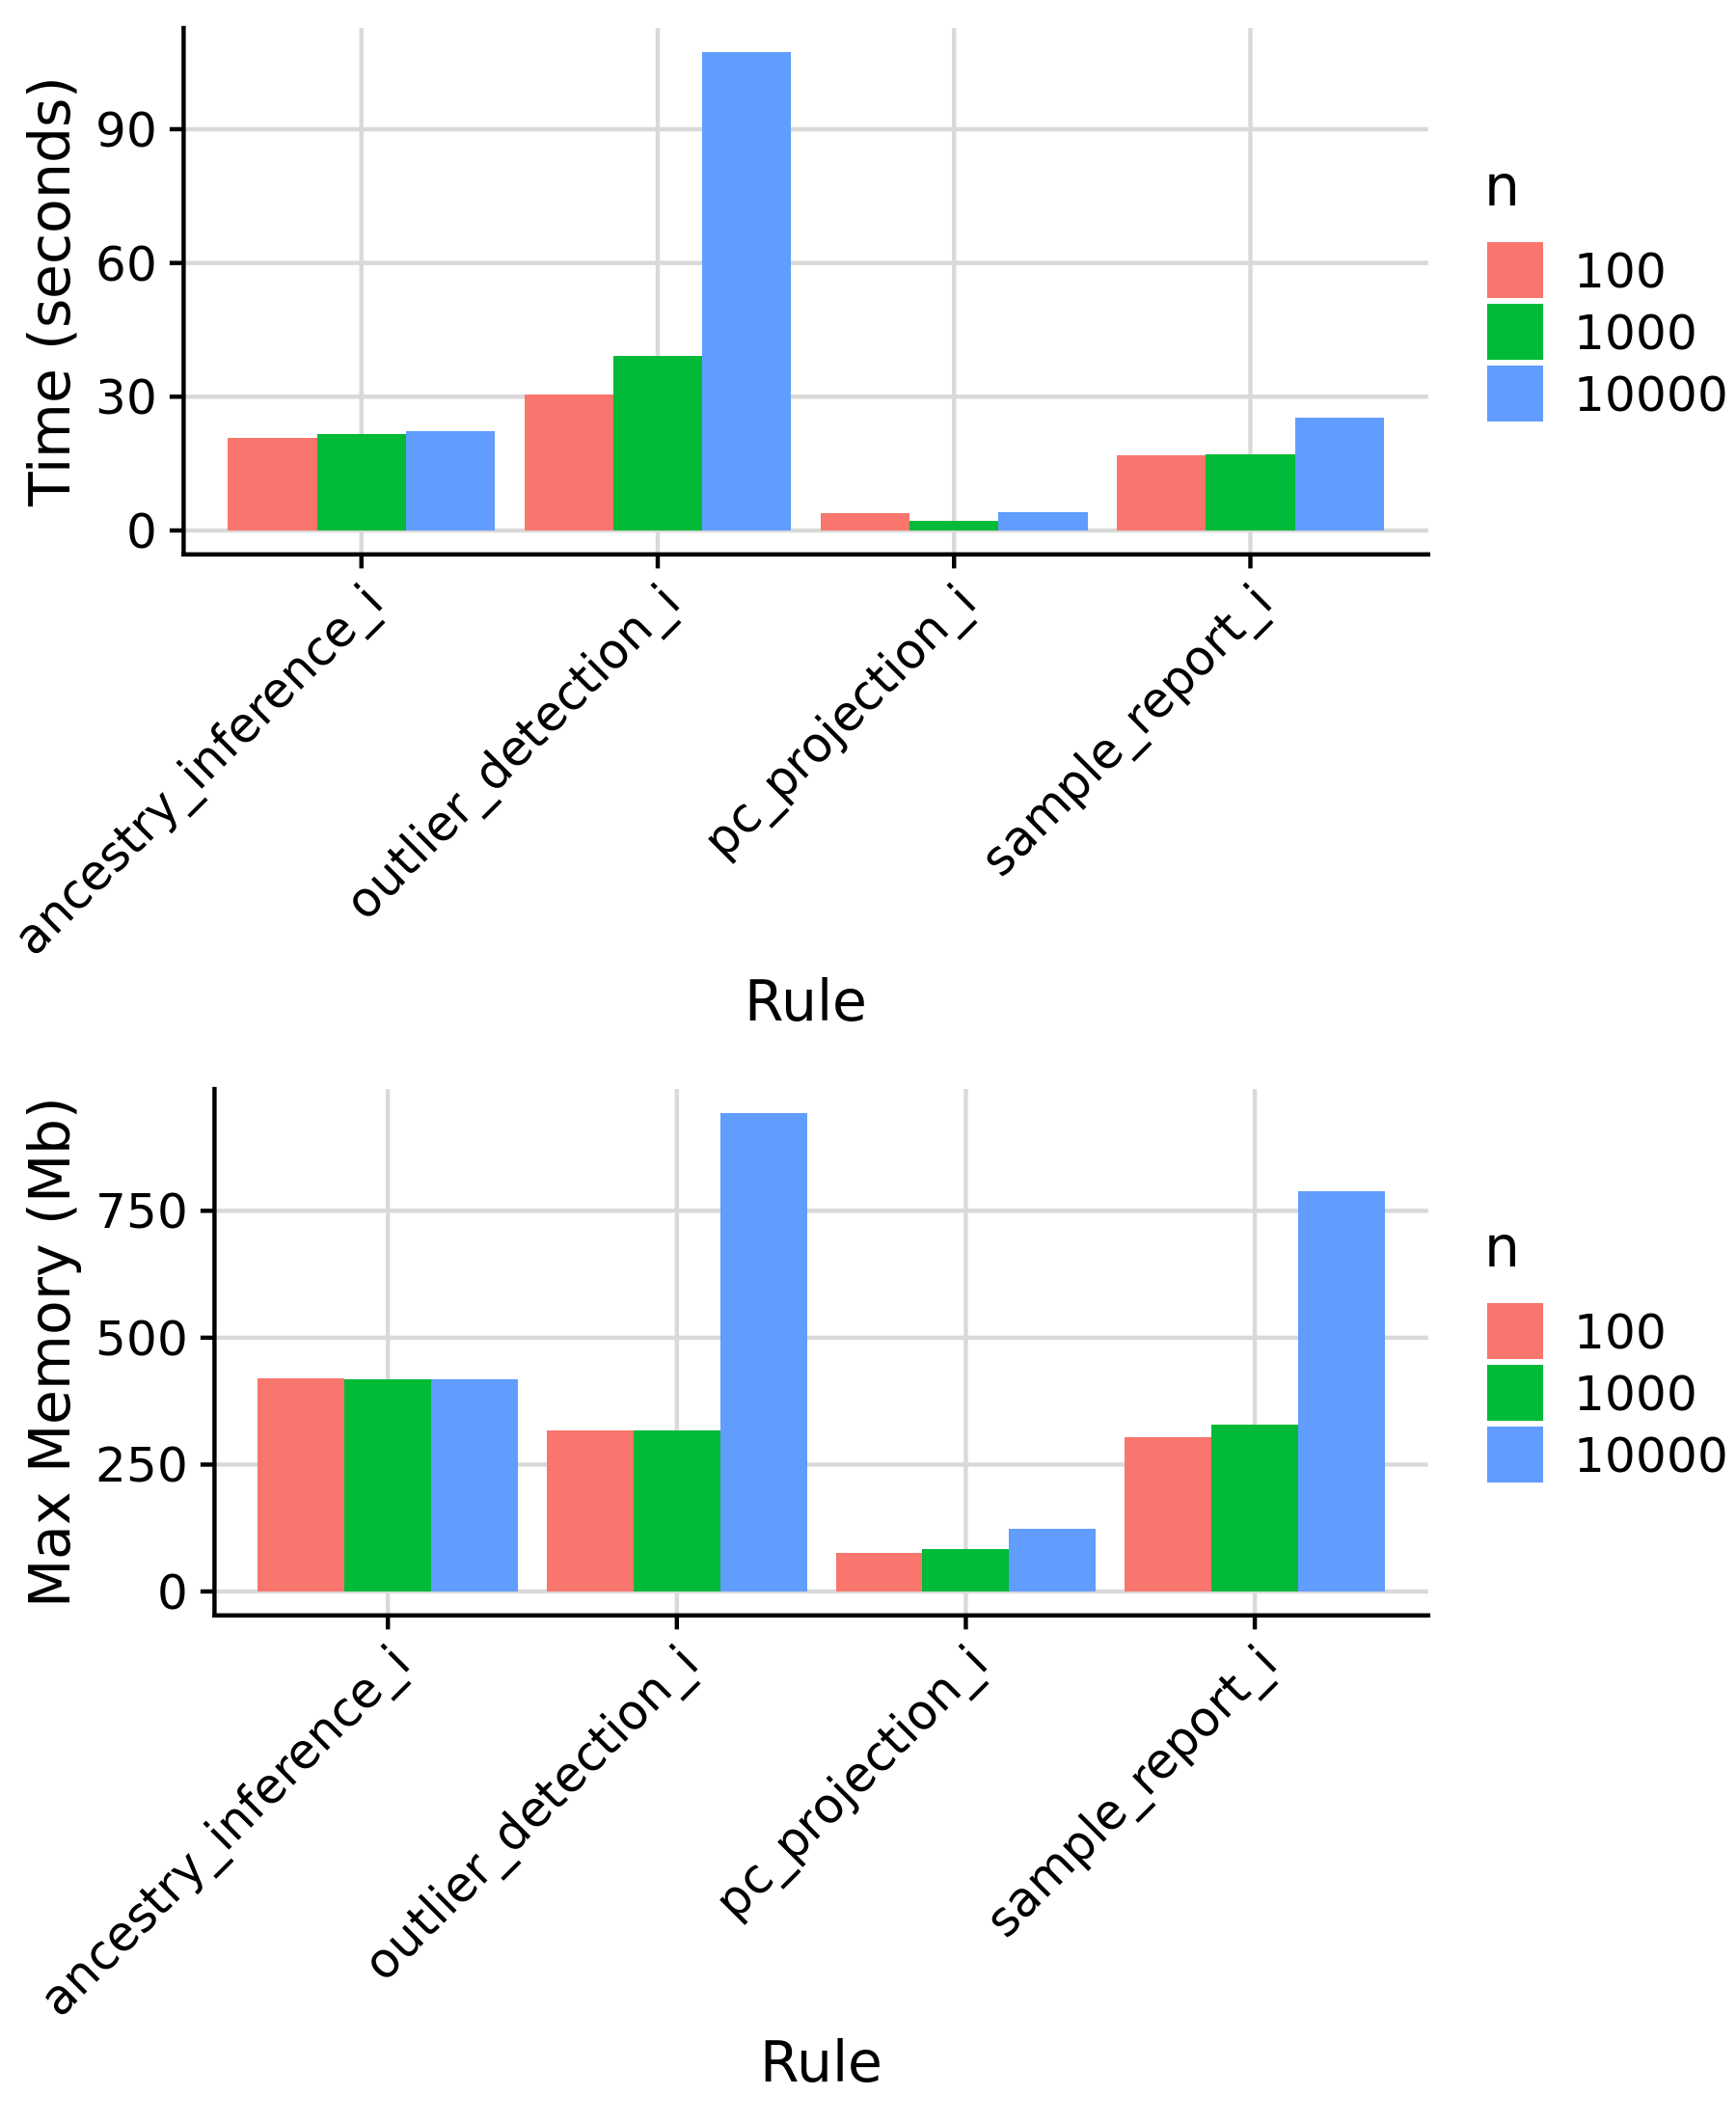 Time (seconds)
90
60
30
0
ancestry_inference_i
outlier_detection_i
pc_projection_i
sample_report_i
Rule
n
100
1000
10000
Max Memory (Mb)
750
500
250
0
ancestry_inference_i
outlier_detection_i
pc_projection_i
sample_report_i
Rule
n
100
1000
10000